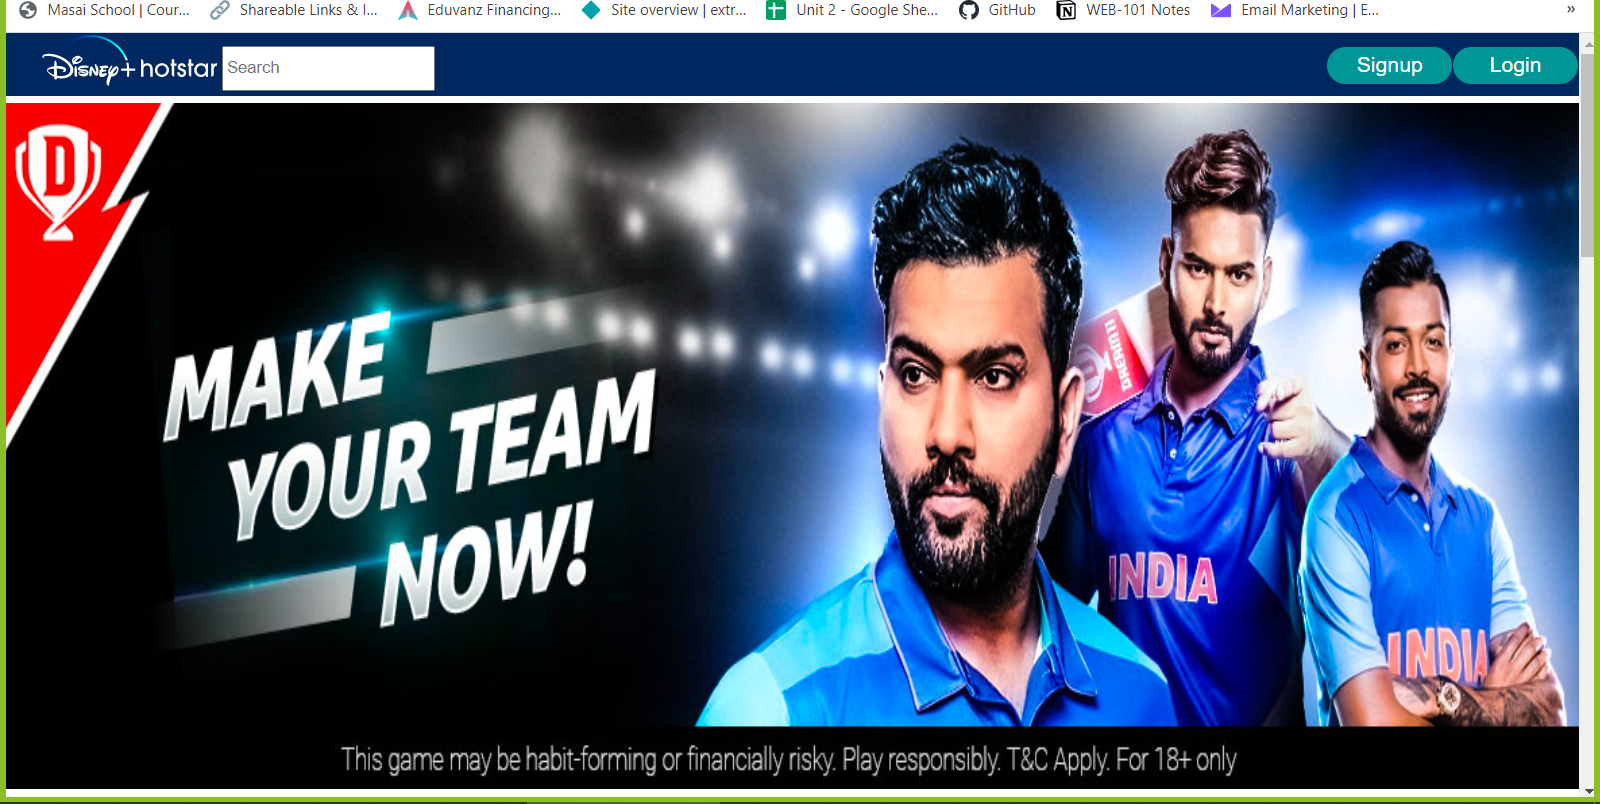 Masai School | Cour... Shareable Links & I... Eduvanz Financing... Site overview | extr... Unit 2 - Google She... GitHub WEB-101 Notes Email Marketing | E... »
Disney+ hotstar Search Signup Login
D
MAKE
YOUR TEAM
NOW!
DREAM11
INDIA
INDIA
This game may be habit-forming or financially risky. Play responsibly. T&C Apply. For 18+ only